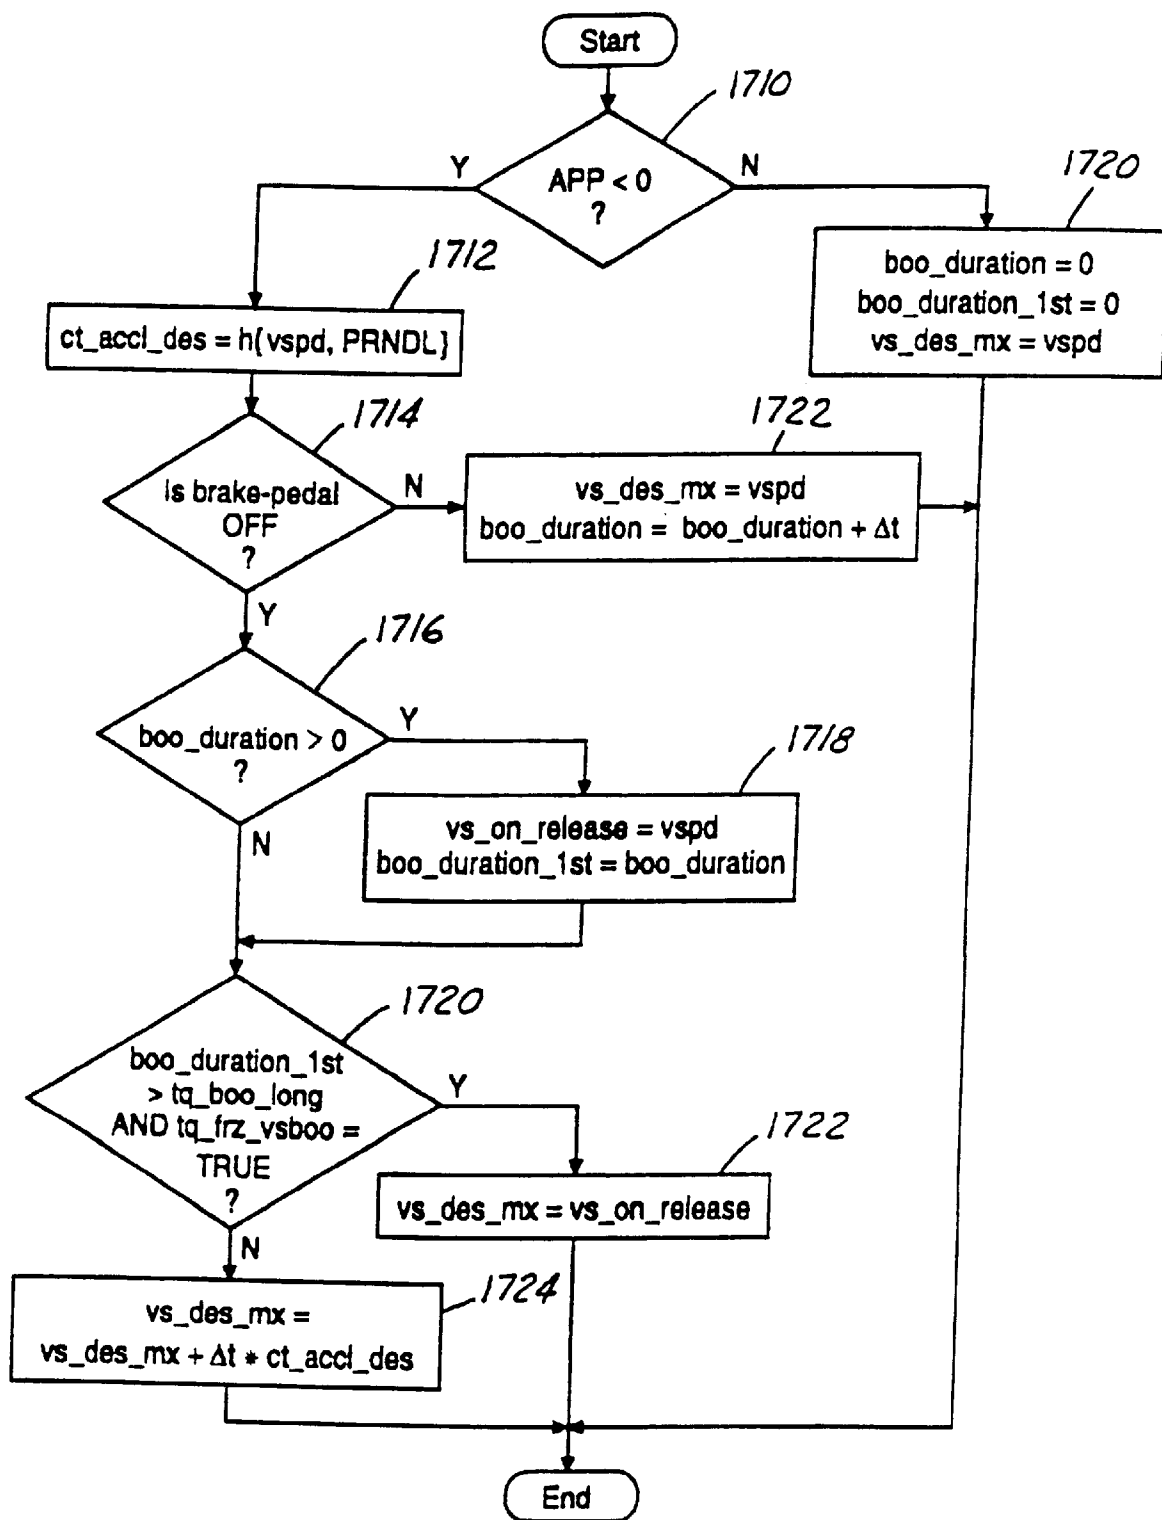 Start
1710
APP < 0
?
Y
N
1720
boo_duration = 0
boo_duration_1st = 0
vs_des_mx = vspd
1712
ct_accl_des = h{vspd, PRNDL}
1714
Is brake-pedal
OFF
?
N
Y
1722
vs_des_mx = vspd
boo_duration = boo_duration + Δt
1716
boo_duration > 0
?
Y
N
1718
vs_on_release = vspd
boo_duration_1st = boo_duration
1720
boo_duration_1st
> tq_boo_long
AND tq_frz_vsboo =
TRUE
?
Y
N
1722
vs_des_mx = vs_on_release
1724
vs_des_mx =
vs_des_mx + Δt * ct_accl_des
End